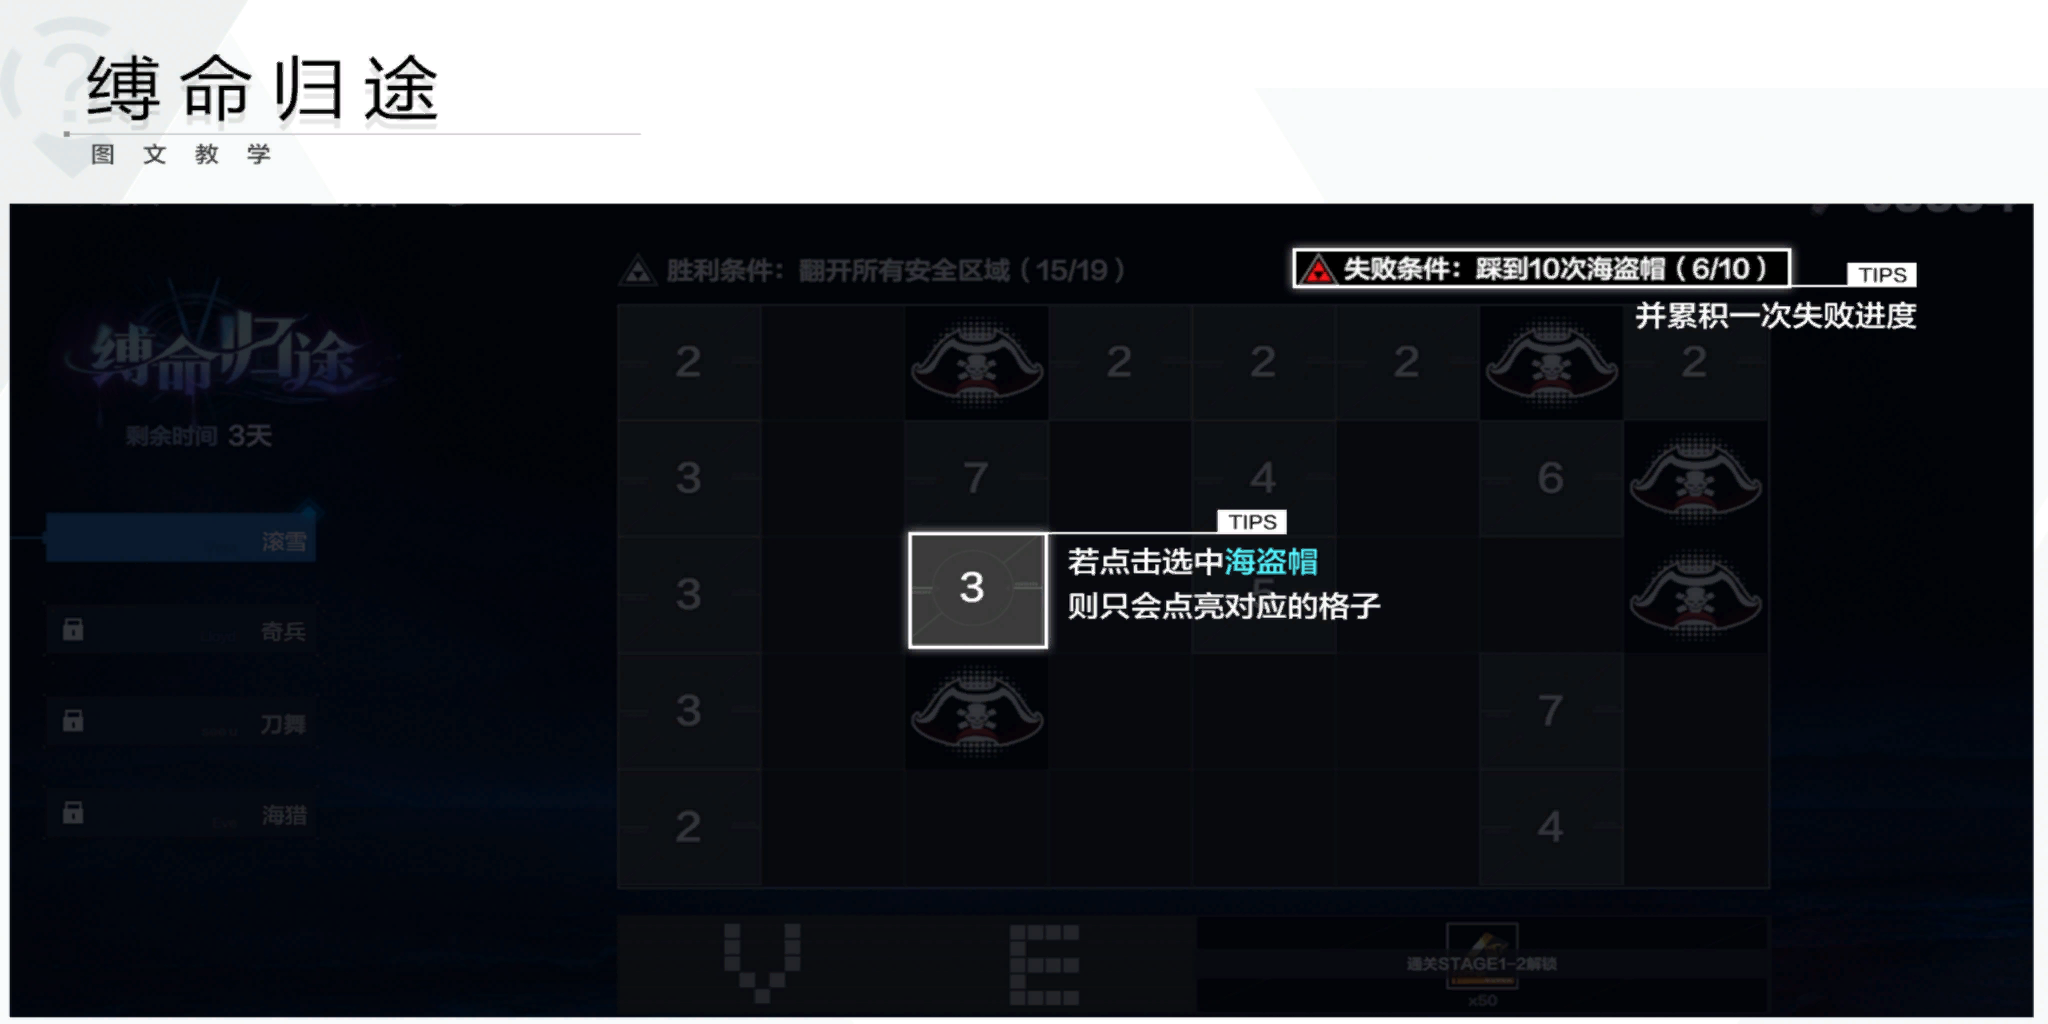 缚命归途
图文教学
胜利条件：翻开所有安全区域（15/19）
失败条件：踩到10次海盗帽（6/10）
TIPS
并累积一次失败进度
缚命归途
剩余时间 3天
滚雪
奇兵
刀舞
海猎
2 2 2 2 2
3 7 4 6
TIPS
若点击选中海盗帽
则只会点亮对应的格子
3 3 5
3 7
2 4
V E
通关STAGE1-2解锁
x50